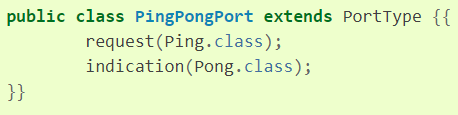 public class PingPongPort extends PortType {{
request(Ping.class);
indication(Pong.class);
}}